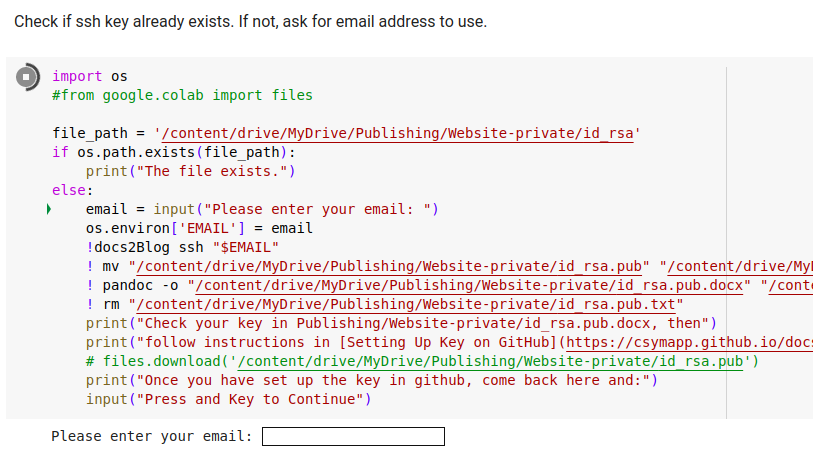 Check if ssh key already exists. If not, ask for email address to use.
import os
#from google.colab import files
file_path = '/content/drive/MyDrive/Publishing/Website-private/id_rsa'
if os.path.exists(file_path):
    print("The file exists.")
else:
    email = input("Please enter your email: ")
    os.environ['EMAIL'] = email
    !docs2Blog ssh "$EMAIL"
    ! mv "/content/drive/MyDrive/Publishing/Website-private/id_rsa.pub" "/content/drive/My
    ! pandoc -o "/content/drive/MyDrive/Publishing/Website-private/id_rsa.pub.docx" "/cont
    ! rm "/content/drive/MyDrive/Publishing/Website-private/id_rsa.pub.txt"
    print("Check your key in Publishing/Website-private/id_rsa.pub.docx, then")
    print("follow instructions in [Setting Up Key on GitHub](https://csymapp.github.io/docs
    # files.download('/content/drive/MyDrive/Publishing/Website-private/id_rsa.pub')
    print("Once you have set up the key in github, come back here and:")
    input("Press and Key to Continue")
Please enter your email: